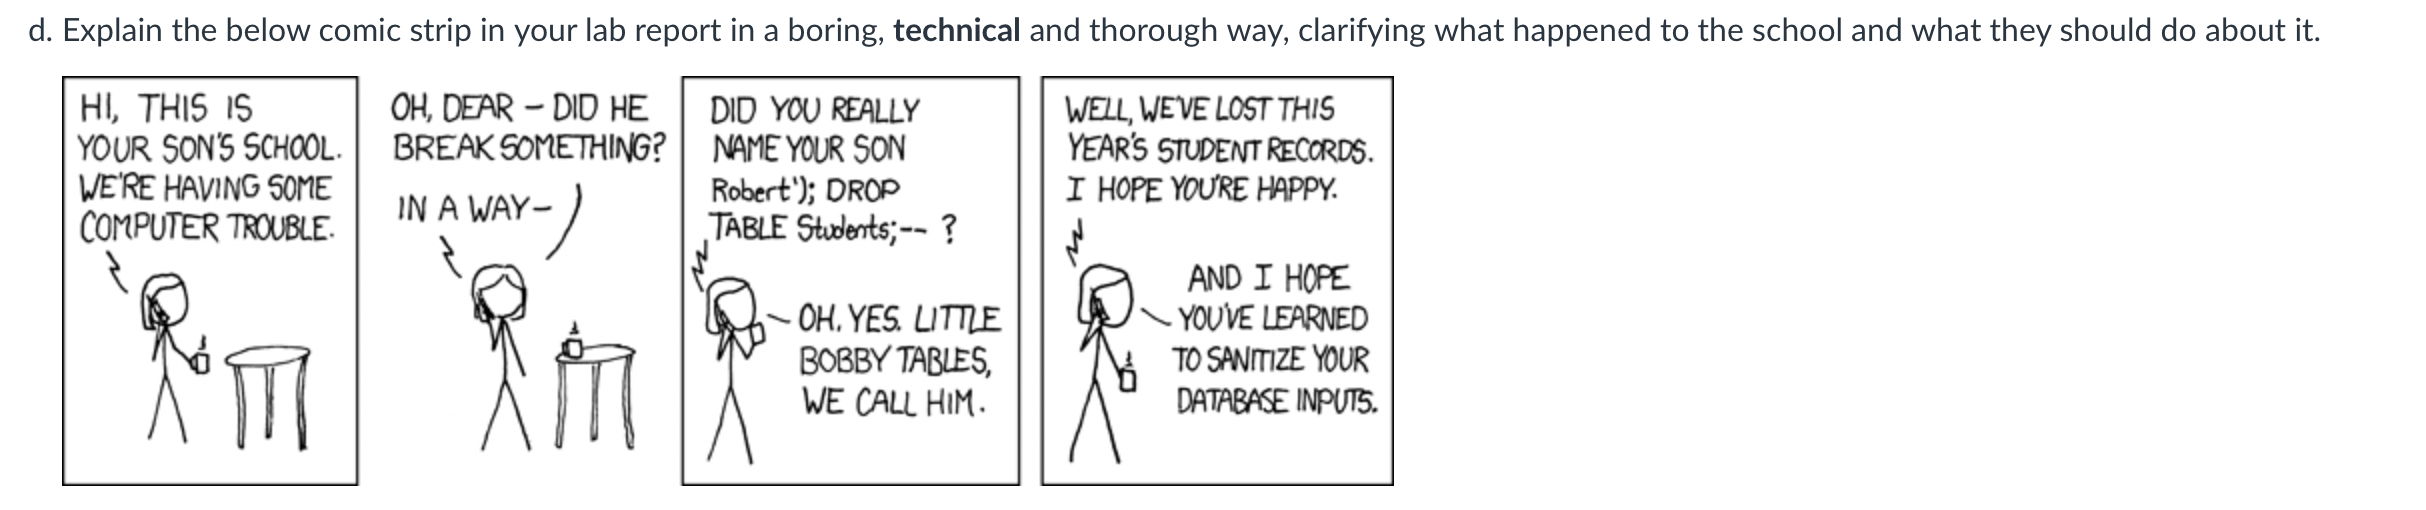 d. Explain the below comic strip in your lab report in a boring, technical and thorough way, clarifying what happened to the school and what they should do about it.
HI, THIS IS
YOUR SON'S SCHOOL.
WE'RE HAVING SOME
COMPUTER TROUBLE.
OH, DEAR – DID HE
BREAK SOMETHING?
IN A WAY–
DID YOU REALLY
NAME YOUR SON
Robert'); DROP
TABLE Students;-- ?
OH, YES. LITTLE
BOBBY TABLES,
WE CALL HIM.
WELL, WE'VE LOST THIS
YEAR'S STUDENT RECORDS.
I HOPE YOU'RE HAPPY.
AND I HOPE
YOU'VE LEARNED
TO SANITIZE YOUR
DATABASE INPUTS.